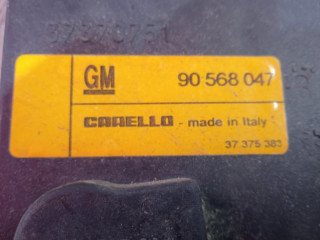 GM 90 568 047
CARELLO - made in Italy -
37.375.383